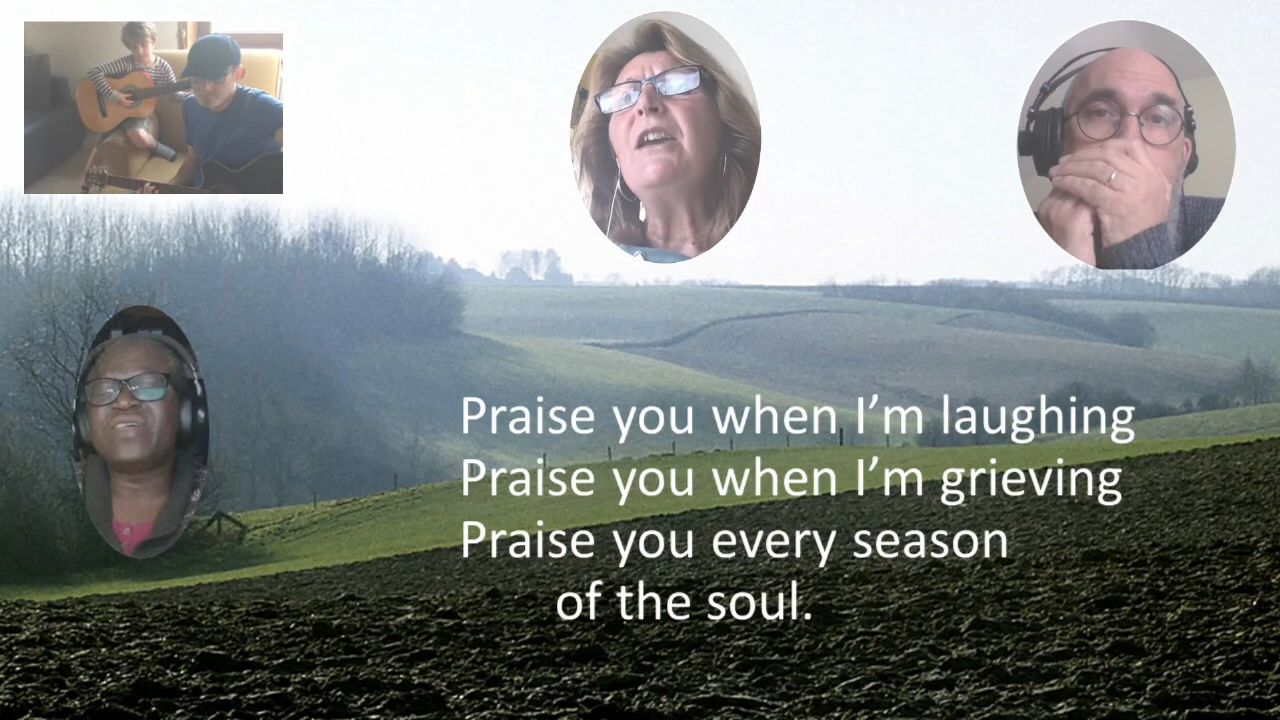 Praise you when I’m laughing
Praise you when I’m grieving
Praise you every season
of the soul.